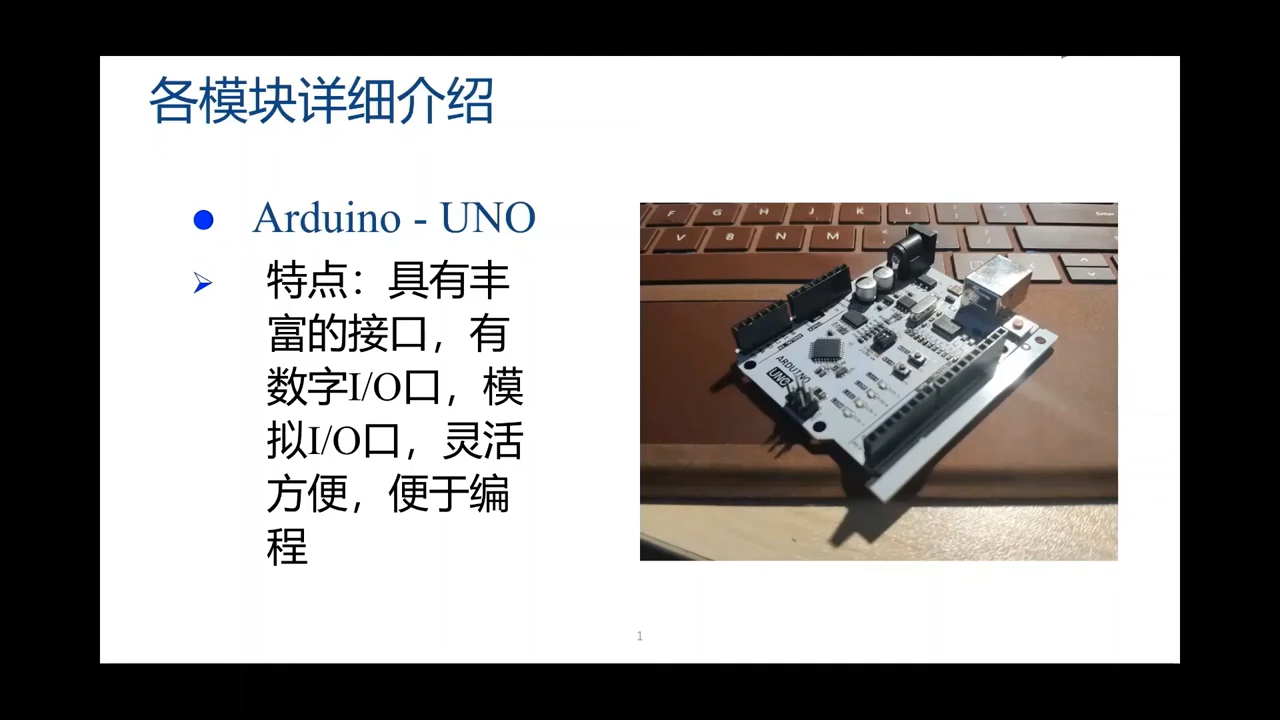 各模块详细介绍
Arduino - UNO
特点：具有丰
富的接口，有
数字I/O口，模
拟I/O口，灵活
方便，便于编
程
F G H J K L
V B N M
ARDUINO
UNO
1